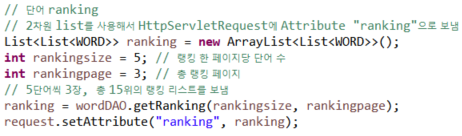 // 단어 ranking
// 2차원 list를 사용해서 HttpServletRequest에 Attribute "ranking"으로 보냄
List<List<WORD>> ranking = new ArrayList<List<WORD>>();
int rankingsize = 5; // 랭킹 한 페이지당 단어 수
int rankingpage = 3; // 총 랭킹 페이지
// 5단어씩 3장, 총 15위의 랭킹 리스트를 보냄
ranking = wordDAO.getRanking(rankingsize, rankingpage);
request.setAttribute("ranking", ranking);